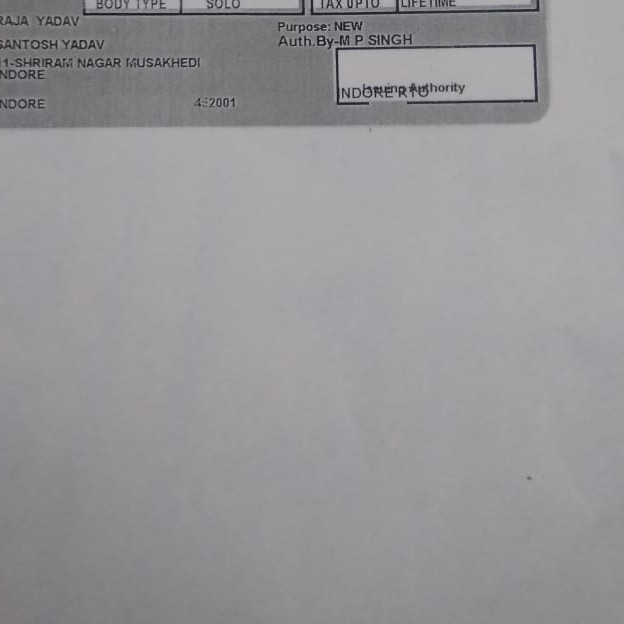 BODY TYPE SOLO TAX UPTO LIFETIME
RAJA YADAV
Purpose: NEW
SANTOSH YADAV
Auth.By-M P SINGH
1-SHRIRAM NAGAR MUSAKHEDI
NDORE
Issuing Authority
INDORE RTO
NDORE 452001